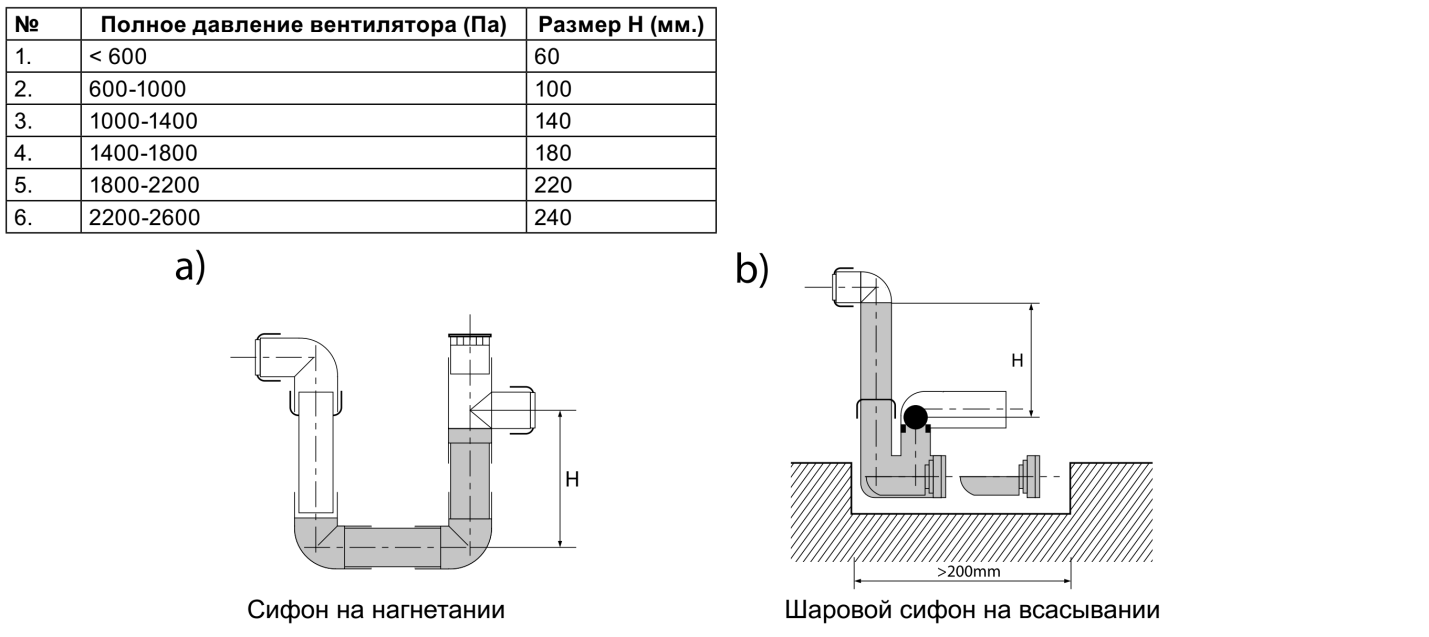 № Полное давление вентилятора (Па) Размер Н (мм.)
1. < 600 60
2. 600-1000 100
3. 1000-1400 140
4. 1400-1800 180
5. 1800-2200 220
6. 2200-2600 240
a) b)
H
H
>200mm
Сифон на нагнетании Шаровой сифон на всасывании